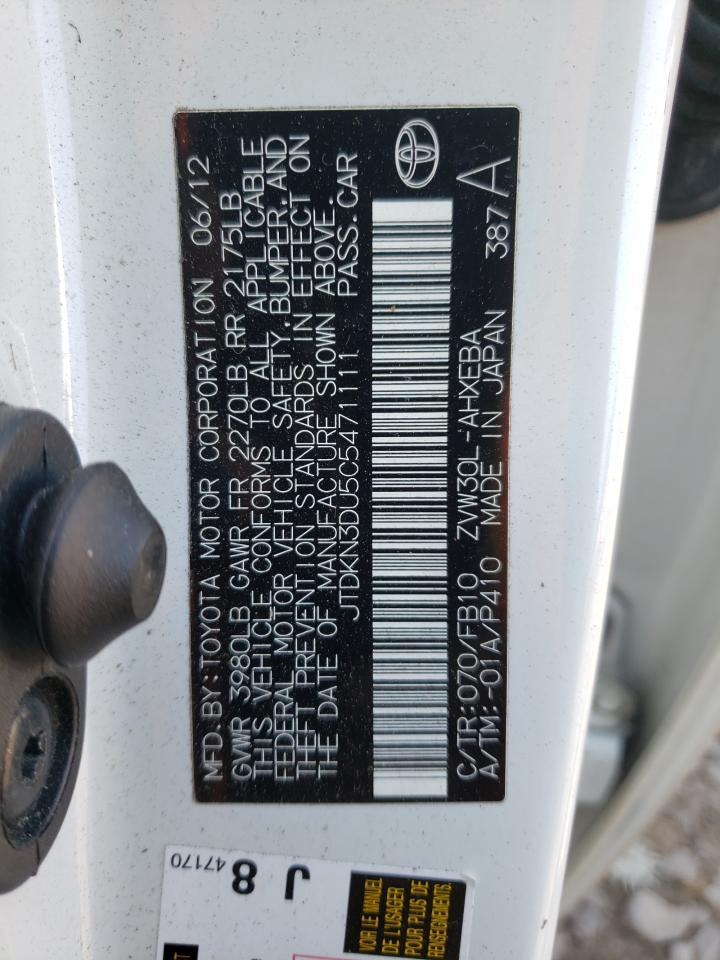 MFD.BY:TOYOTA MOTOR CORPORATION 06/12
GVWR 3980LB GAWR FR 2270LB RR 2175LB
THIS VEHICLE CONFORMS TO ALL APPLICABLE
FEDERAL MOTOR VEHICLE SAFETY,BUMPER,AND
THEFT PREVENTION STANDARDS IN EFFECT ON
THE DATE OF MANUFACTURE SHOWN ABOVE.
JTDKN3DU5C5471111 PASS.CAR
C/TR:070/FB10 ZVW30L-AHXEBA 387 A
A/TM:-01A/P410 MADE IN JAPAN
J 8
47170
VOIR LE MANUEL
DE L'USAGER
POUR PLUS DE
RENSEIGNEMENTS.